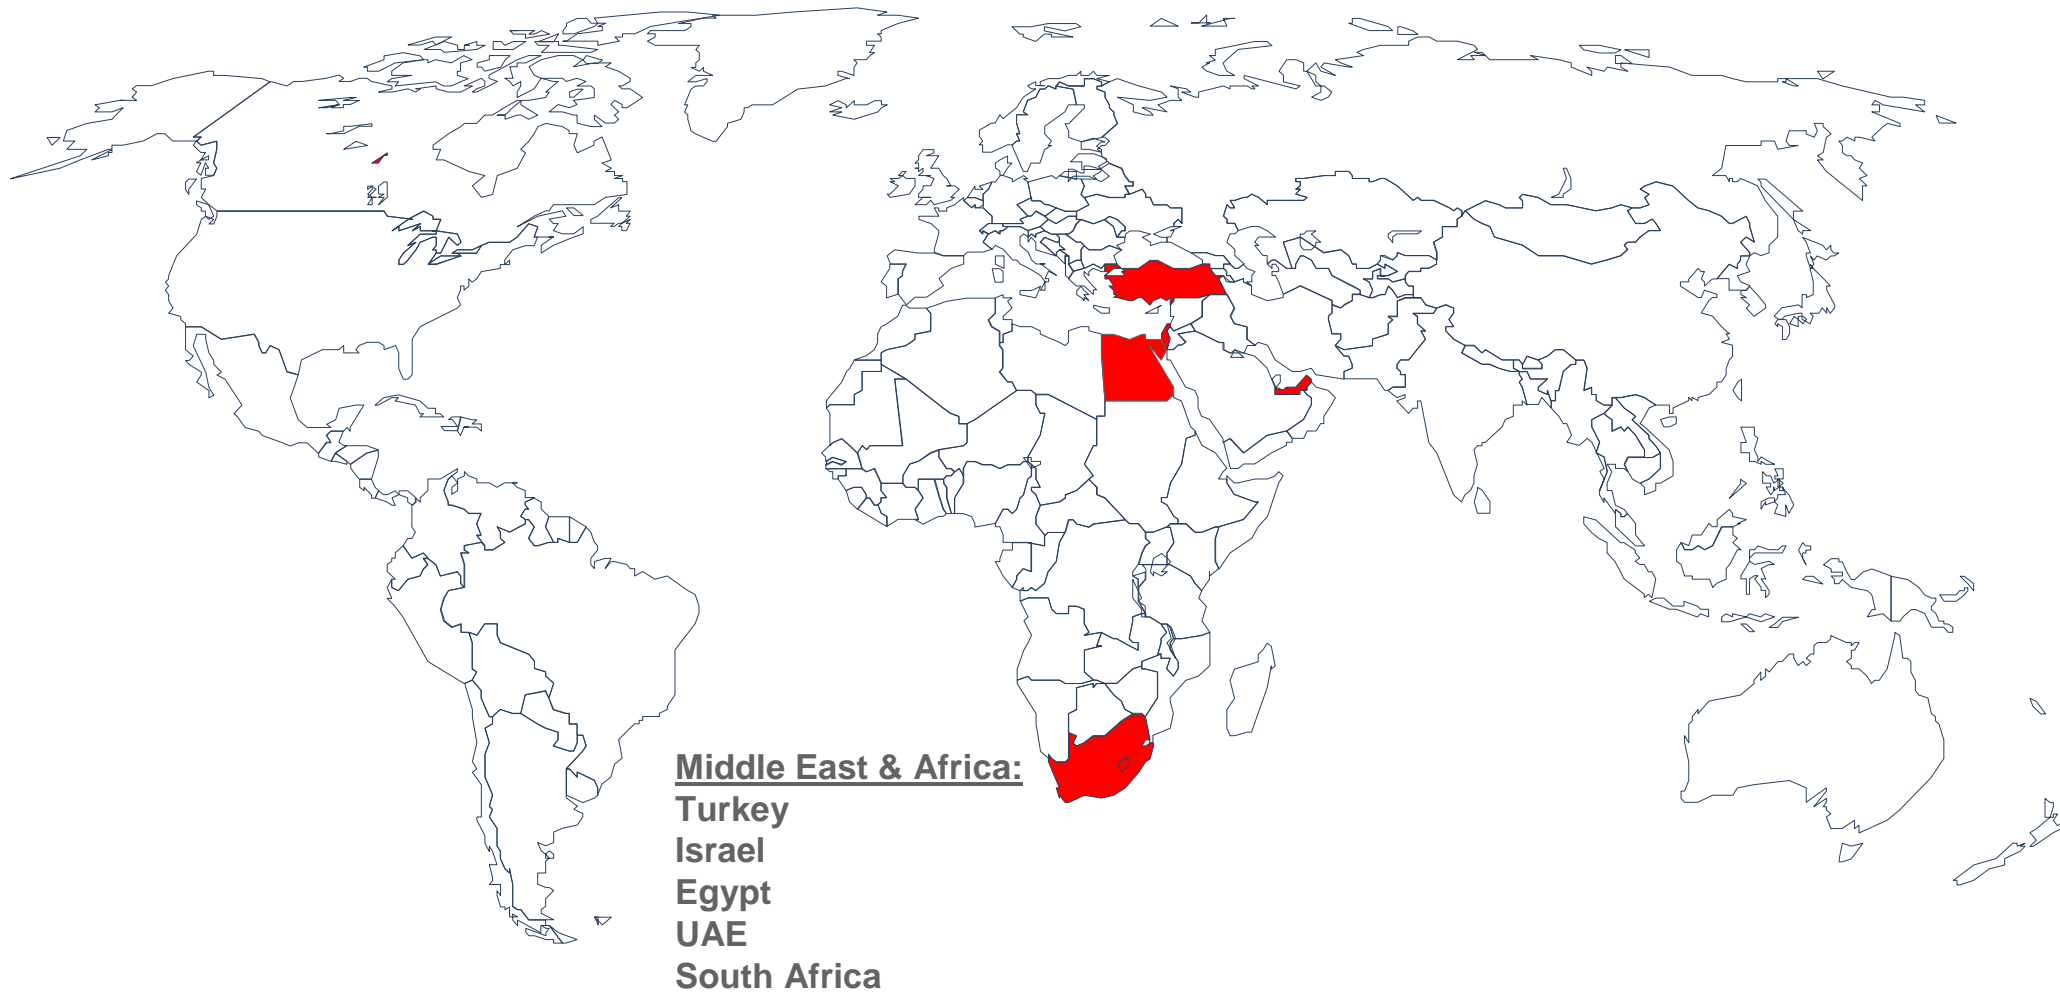 Middle East & Africa:
Turkey
Israel
Egypt
UAE
South Africa